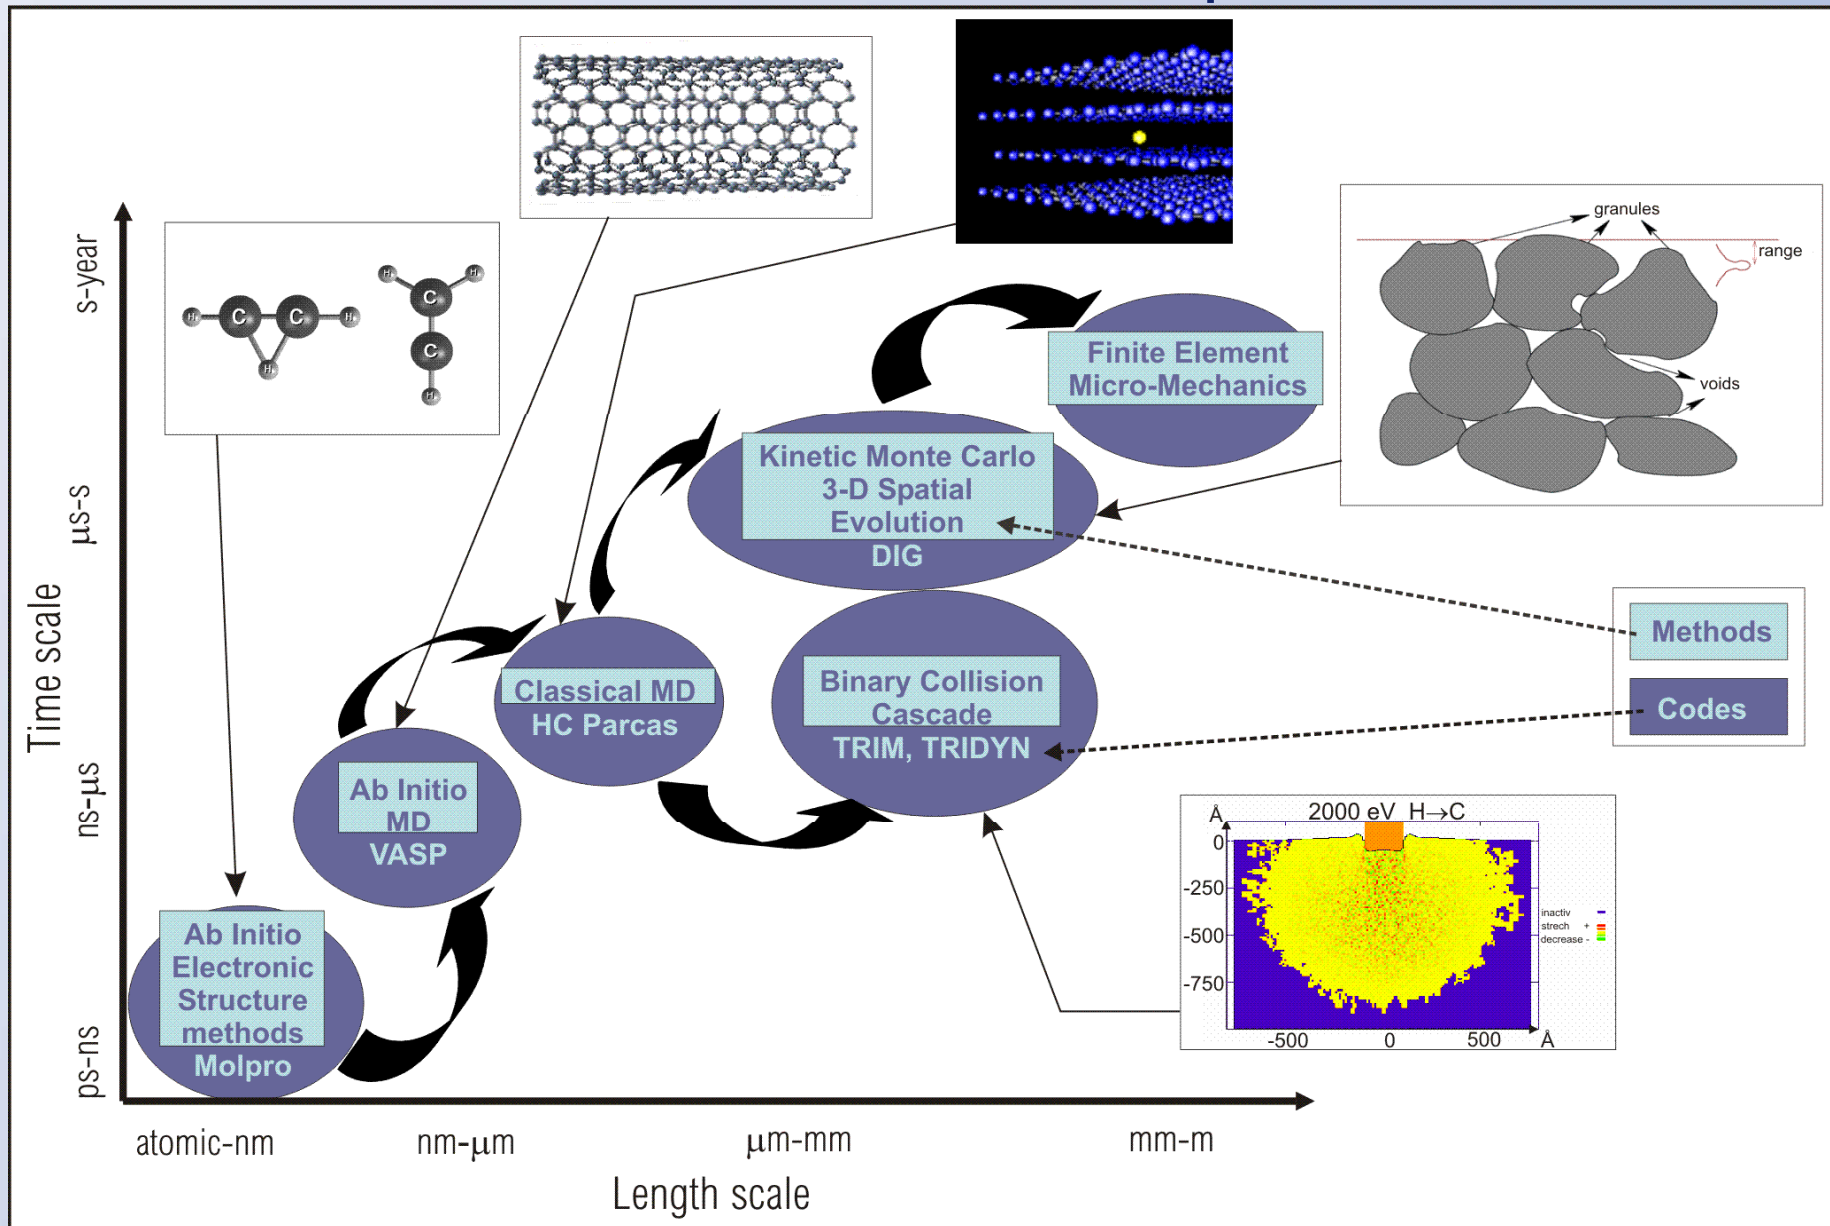 granules
range
voids
H
C
C
H
H
H
H
C
C
H
s-year
μs-s
ns-μs
ps-ns
Time scale
Finite Element
Micro-Mechanics
Kinetic Monte Carlo
3-D Spatial
Evolution
DIG
Classical MD
HC Parcas
Binary Collision
Cascade
TRIM, TRIDYN
Ab Initio
MD
VASP
Ab Initio
Electronic
Structure
methods
Molpro
Methods
Codes
Å 2000 eV H→C
0
-250
-500
-750
-500 0 500 Å
inactiv
strech +
decrease -
atomic-nm nm-μm μm-mm mm-m
Length scale